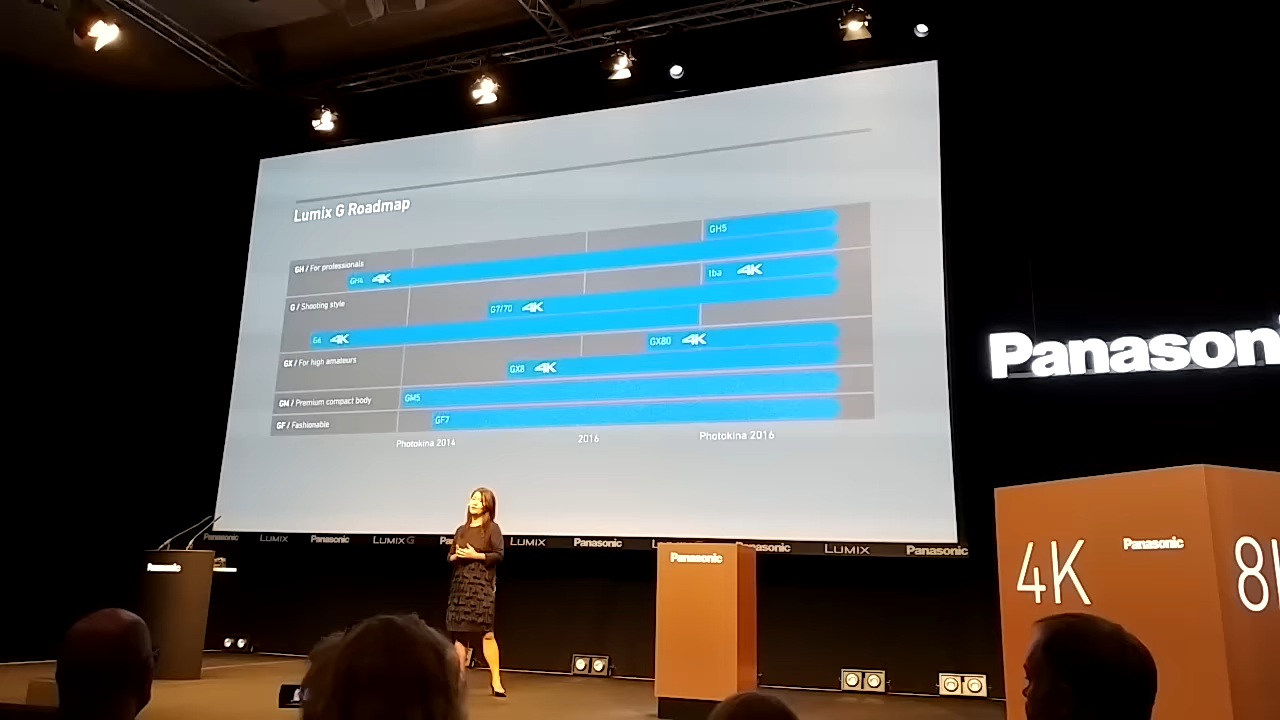 Lumix G Roadmap
GH5
GH / For professionals
GH4 4K
Iba 4K
G / Shooting style
G7/70 4K
G6 4K
GX80 4K
GX / For high amateurs
GX8 4K
GM / Premium compact body
GM5
GF / Fashionable
GF7
Photokina 2014
2016
Photokina 2016
Panason
Panasonic LUMIX Panasonic LUMIX G LUMIX Panasonic Panasonic LUMIX Panasonic
Panasonic
Panasonic
4K
Panasonic